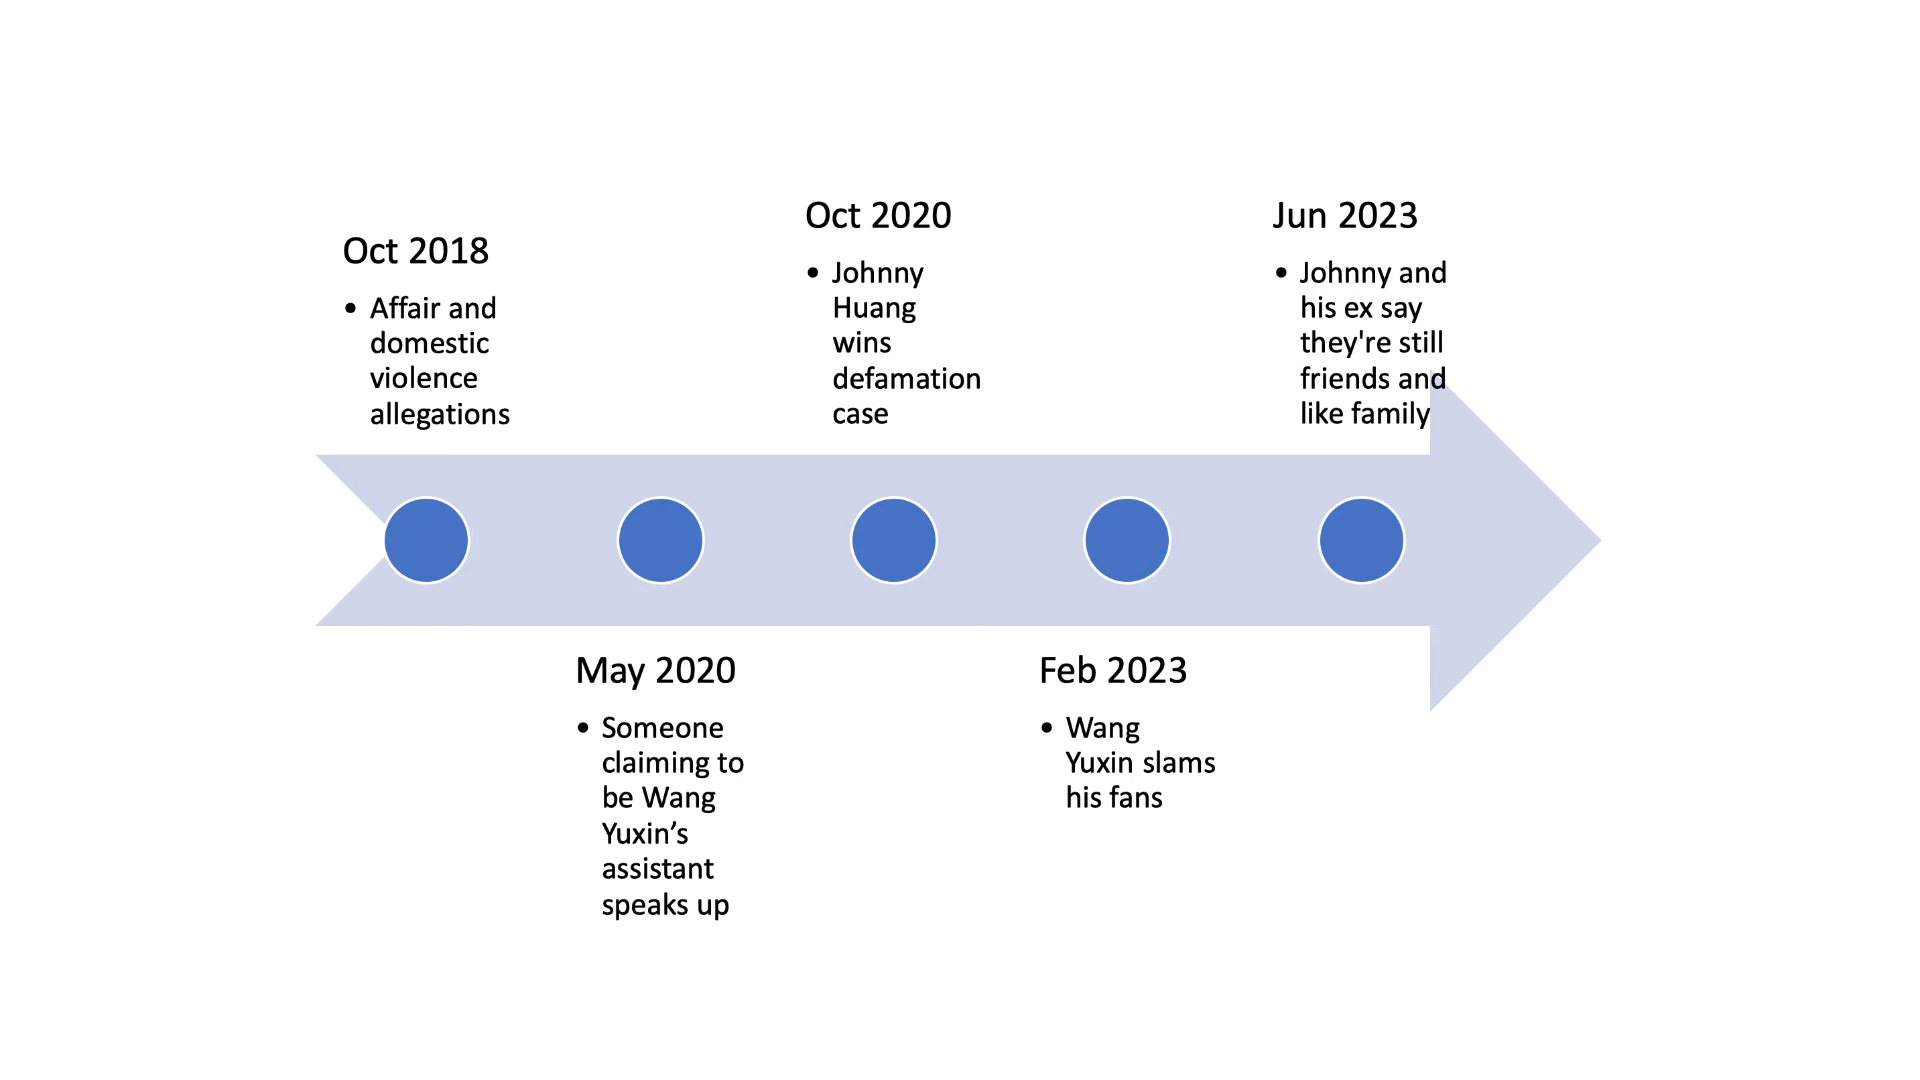 Oct 2018
• Affair and
domestic
violence
allegations
May 2020
• Someone
claiming to
be Wang
Yuxin’s
assistant
speaks up
Oct 2020
• Johnny
Huang
wins
defamation
case
Feb 2023
• Wang
Yuxin slams
his fans
Jun 2023
• Johnny and
his ex say
they're still
friends and
like family